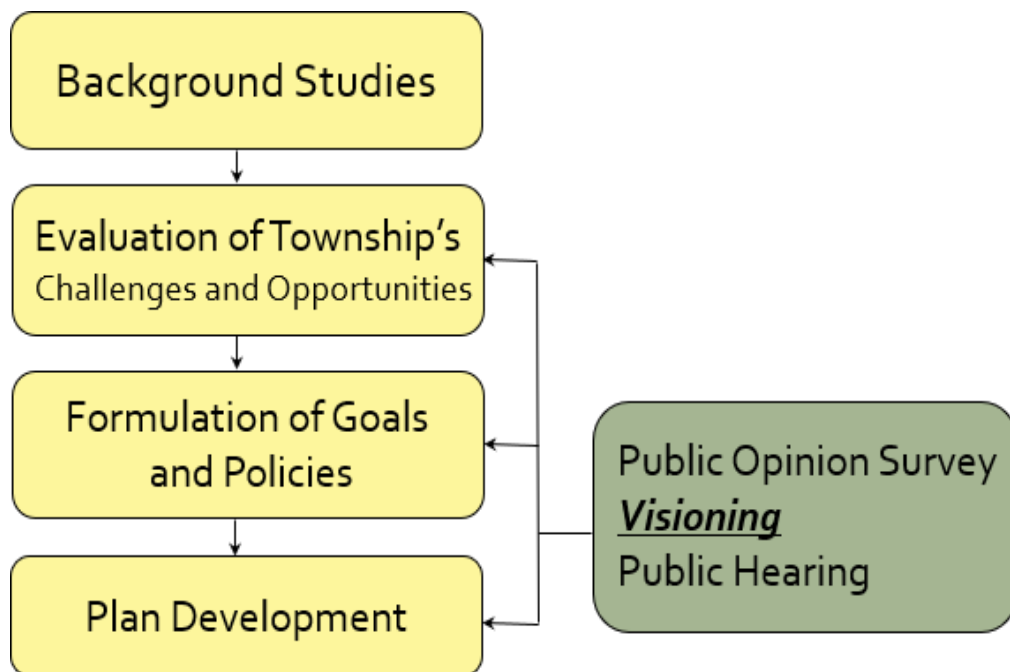 Background Studies
Evaluation of Township’s
Challenges and Opportunities
Formulation of Goals
and Policies
Plan Development
Public Opinion Survey
Visioning
Public Hearing